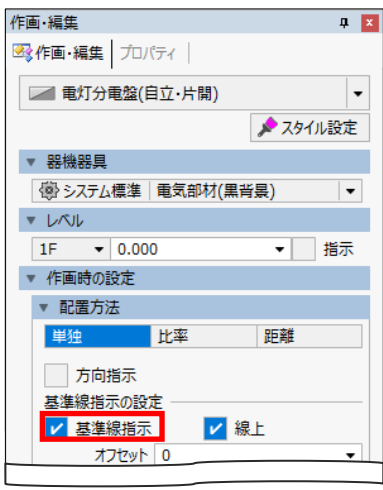 作画・編集
作画・編集 プロパティ
電灯分電盤(自立・片開)
スタイル設定
器機器具
システム標準 電気部材(黒背景)
レベル
1F 0.000 指示
作画時の設定
配置方法
単独 比率 距離
方向指示
基準線指示の設定
基準線指示 線上
オフセット 0